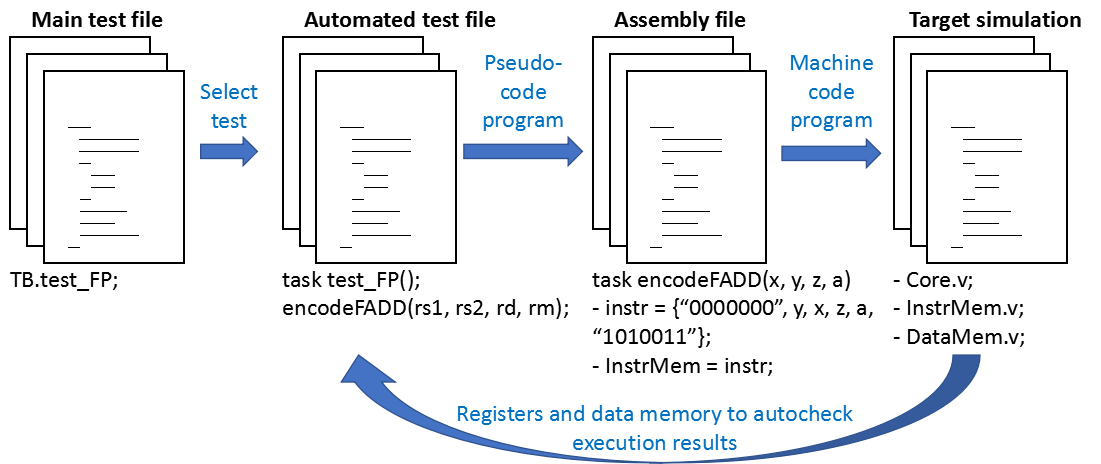 Main test file
Automated test file
Assembly file
Target simulation
Select
test
Pseudo-
code
program
Machine
code
program
TB.test_FP;
task test_FP();
encodeFADD(rs1, rs2, rd, rm);
task encodeFADD(x, y, z, a)
- instr = {“0000000”, y, x, z, a,
“1010011”};
- InstrMem = instr;
- Core.v;
- InstrMem.v;
- DataMem.v;
Registers and data memory to autocheck
execution results